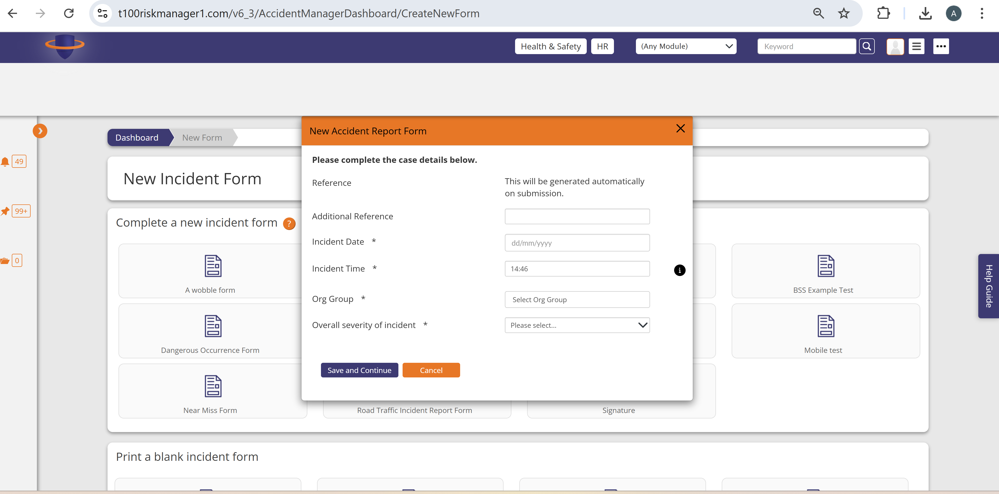 t100riskmanager1.com/v6_3/AccidentManagerDashboard/CreateNewForm
A
Health & Safety
HR
(Any Module)
Keyword
Dashboard
New Form
New Accident Report Form
49
Please complete the case details below.
New Incident Form
Reference
This will be generated automatically
on submission.
99+
Additional Reference
Complete a new incident form ?
Incident Date *
dd/mm/yyyy
0
Incident Time *
14:46
i
A wobble form
BSS Example Test
Help Guide
Org Group *
Select Org Group
Overall severity of incident *
Please select...
Dangerous Occurrence Form
Mobile test
Save and Continue
Cancel
Near Miss Form
Road Traffic Incident Report Form
Signature
Print a blank incident form